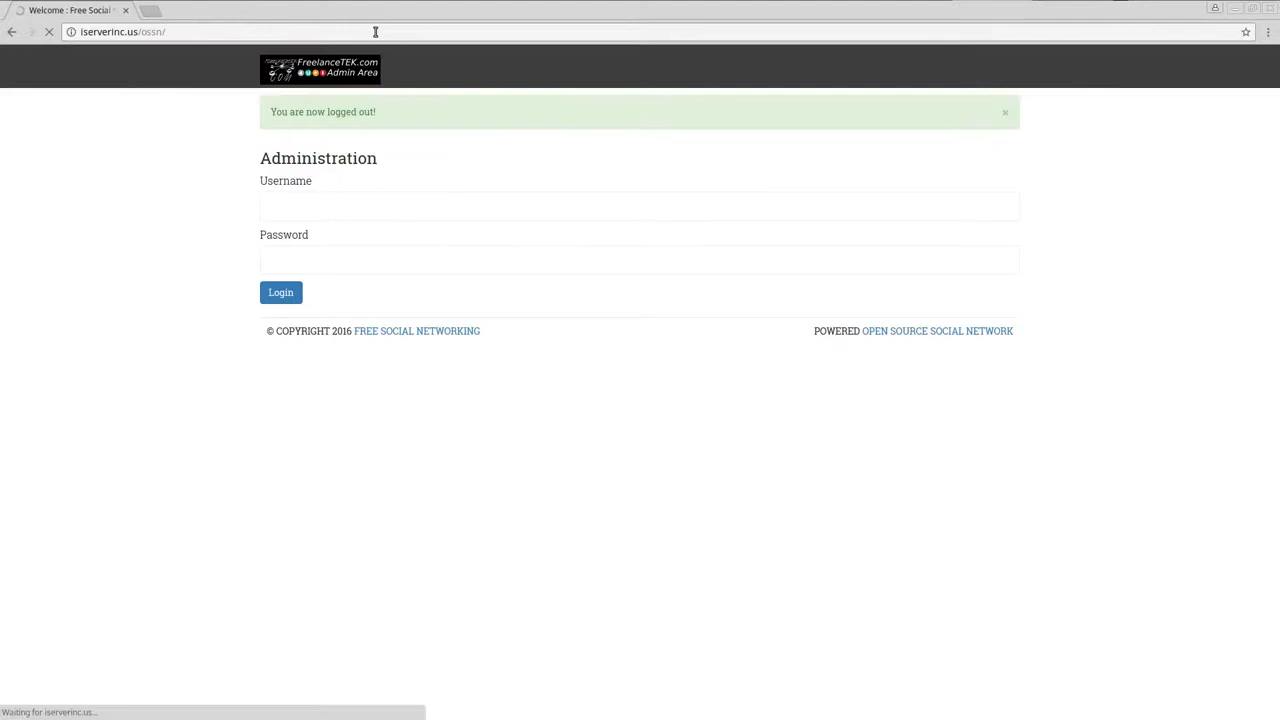 Welcome : Free Social
iserverinc.us/ossn/
FreelanceTEK.com
Admin Area
You are now logged out!
×
Administration
Username
Password
Login
© COPYRIGHT 2016 FREE SOCIAL NETWORKING
POWERED OPEN SOURCE SOCIAL NETWORK
Waiting for iserverinc.us...